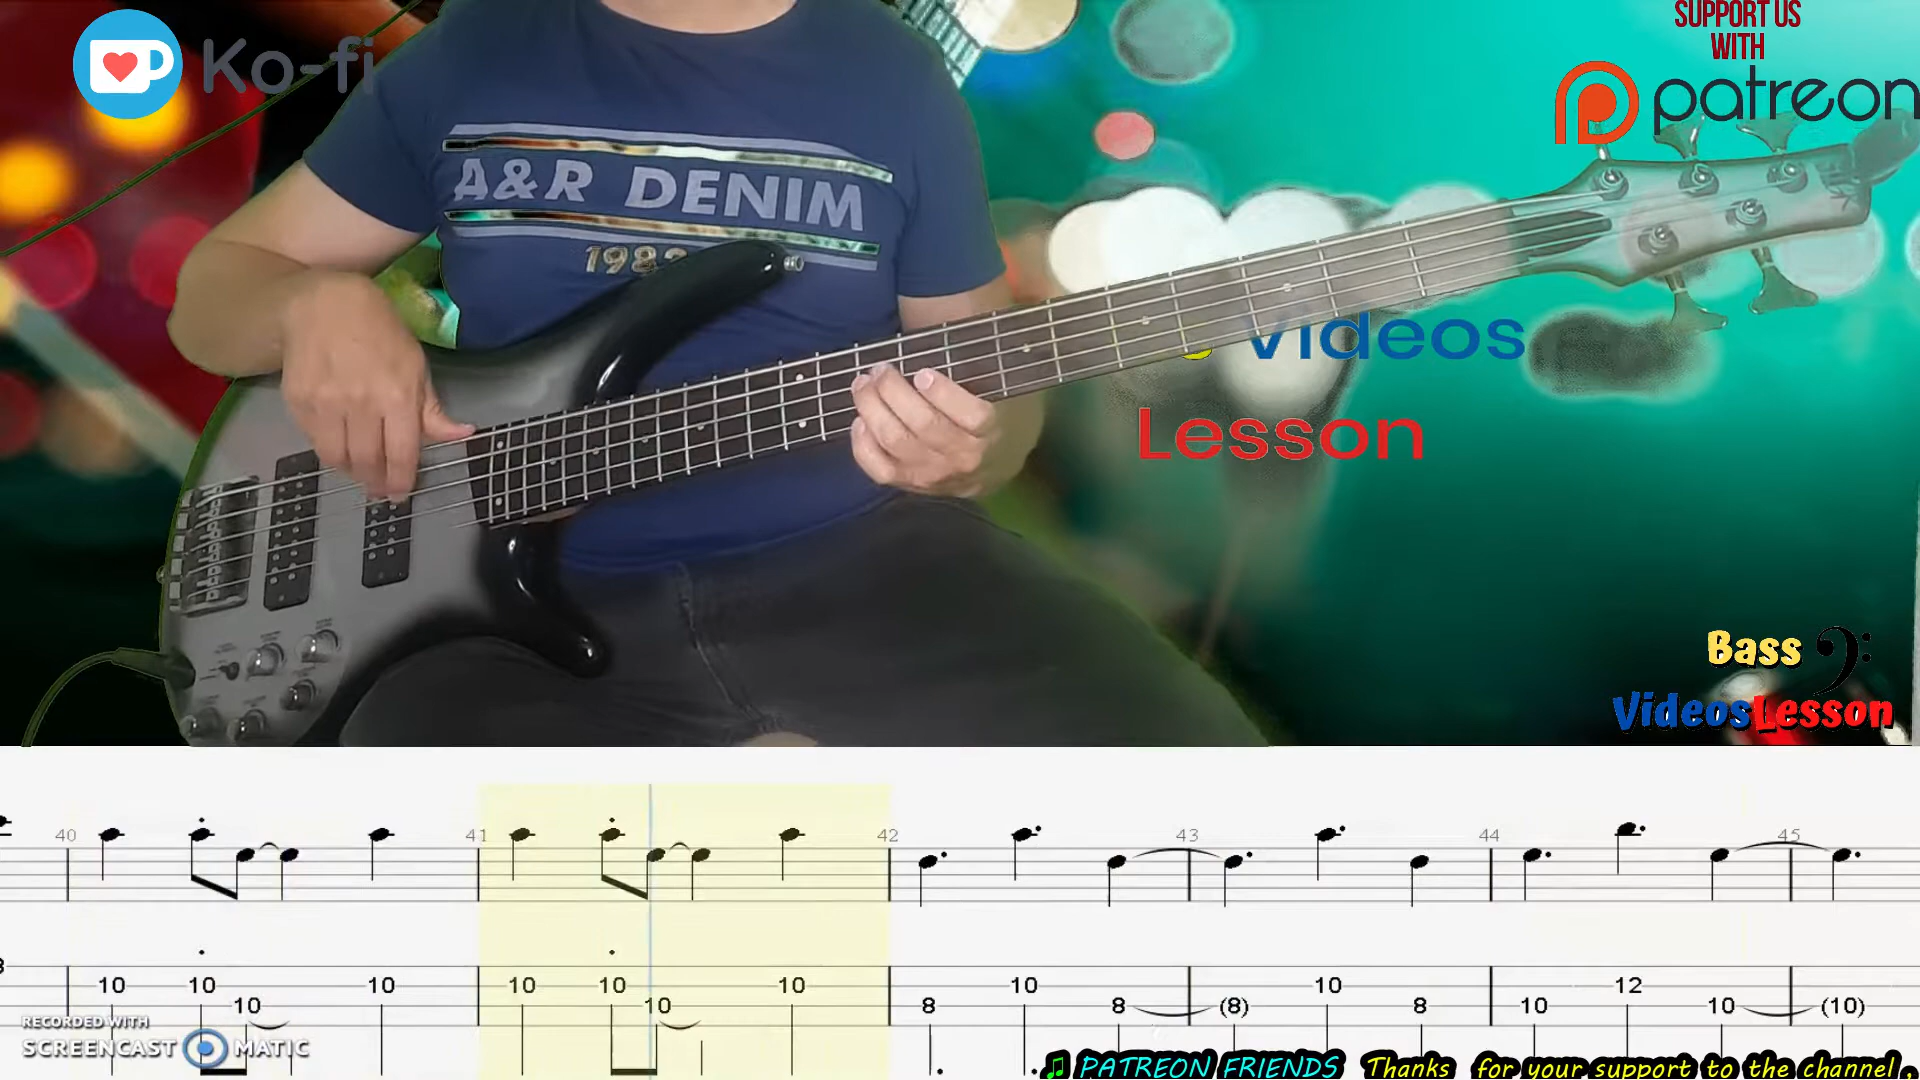 Ko-fi
SUPPORT US
WITH
patreon
A&R DENIM
1982
Videos
Lesson
Bass
VideosLesson
40 41 42 43 44 45
10 10 10 10 10 10 10 10 8 10 8 (8) 10 8 10 12 10 (10)
RECORDED WITH
SCREENCAST MATIC
PATREON FRIENDS Thanks for your support to the channel.